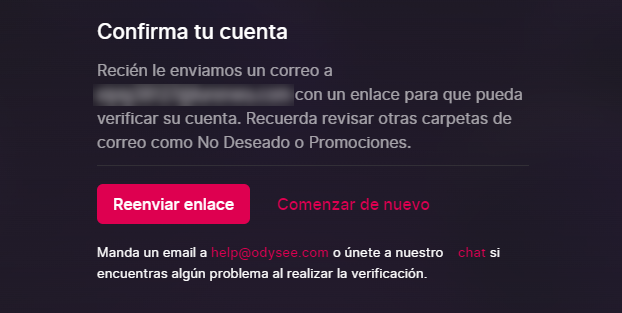 Confirma tu cuenta
Recién le enviamos un correo a
con un enlace para que pueda
verificar su cuenta. Recuerda revisar otras carpetas de
correo como No Deseado o Promociones.
Reenviar enlace
Comenzar de nuevo
Manda un email a help@odysee.com o únete a nuestro chat si
encuentras algún problema al realizar la verificación.